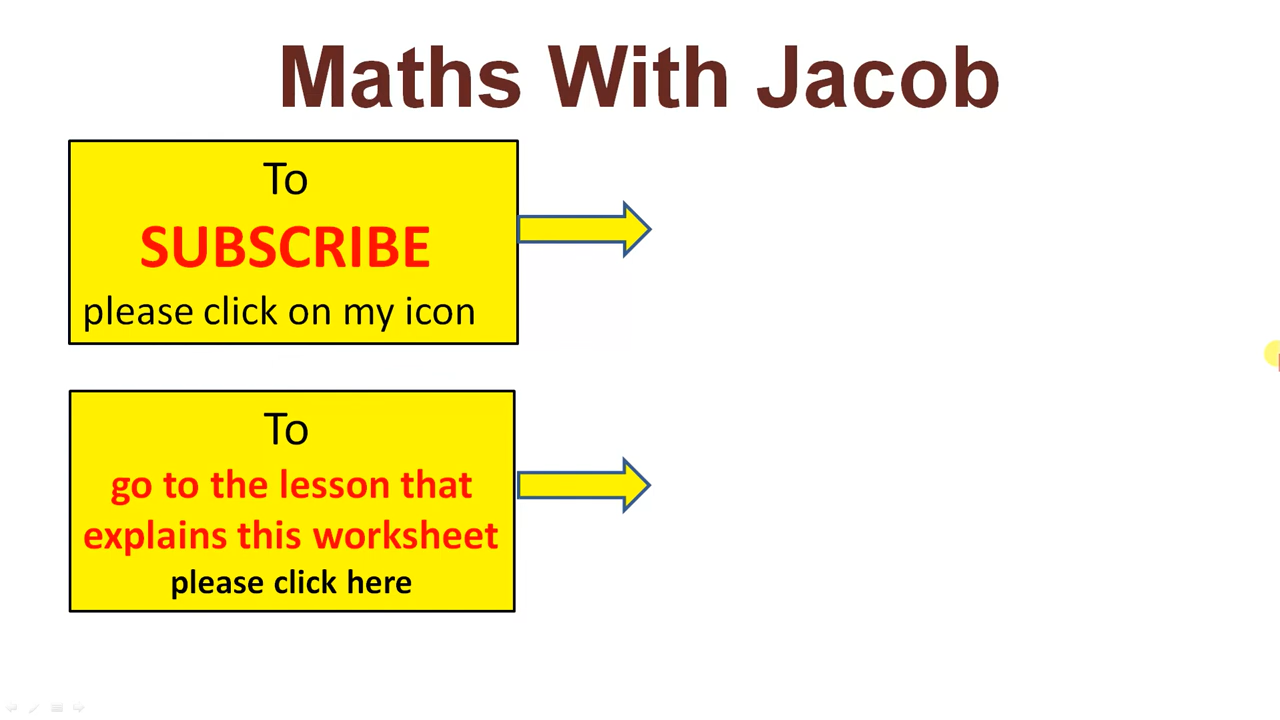 Maths With Jacob
To
SUBSCRIBE
please click on my icon
To
go to the lesson that
explains this worksheet
please click here